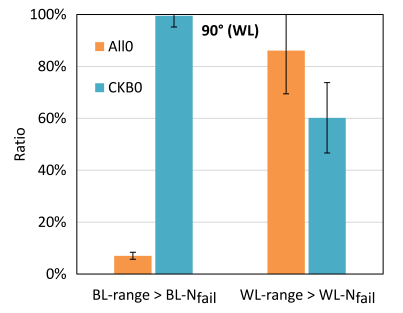 100%
90° (WL)
All0
80%
CKB0
60%
Ratio
40%
20%
0%
BL-range > BL-Nfail WL-range > WL-Nfail